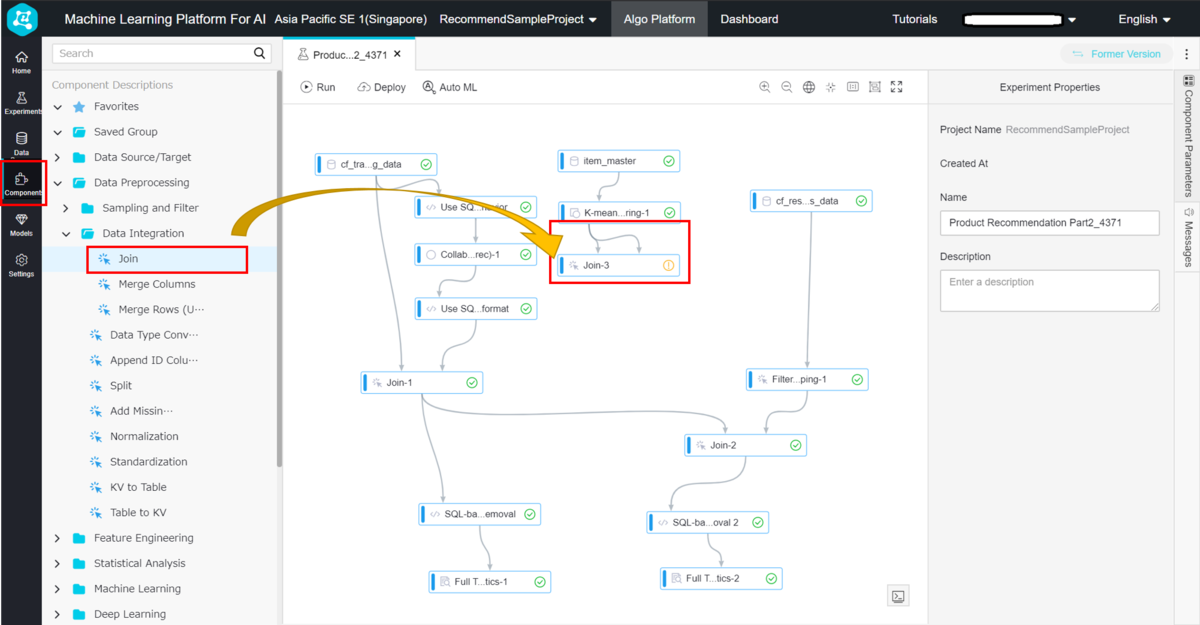 Machine Learning Platform For AI Asia Pacific SE 1(Singapore) RecommendSampleProject Algo Platform Dashboard Tutorials English
Home
Experiments
Data
Components
Models
Settings
Search
Component Descriptions
Favorites
Saved Group
Data Source/Target
Data Preprocessing
Sampling and Filter
Data Integration
Join
Merge Columns
Merge Rows (U···
Data Type Conv···
Append ID Colu···
Split
Add Missin···
Normalization
Standardization
KV to Table
Table to KV
Feature Engineering
Statistical Analysis
Machine Learning
Deep Learning
Produc...2_4371
Former Version
Run Deploy Auto ML
cf_tra...g_data
item_master
cf_res...s_data
K-mean...ring-1
Collab...rec)-1
Join-3
Use SQ...format
Join-1
Filter...ping-1
Join-2
SQL-ba...emoval
SQL-ba...oval 2
Full T...tics-1
Full T...tics-2
Experiment Properties
Project Name RecommendSampleProject
Created At
Name
Product Recommendation Part2_4371
Description
Enter a description
Component Parameters
Messages